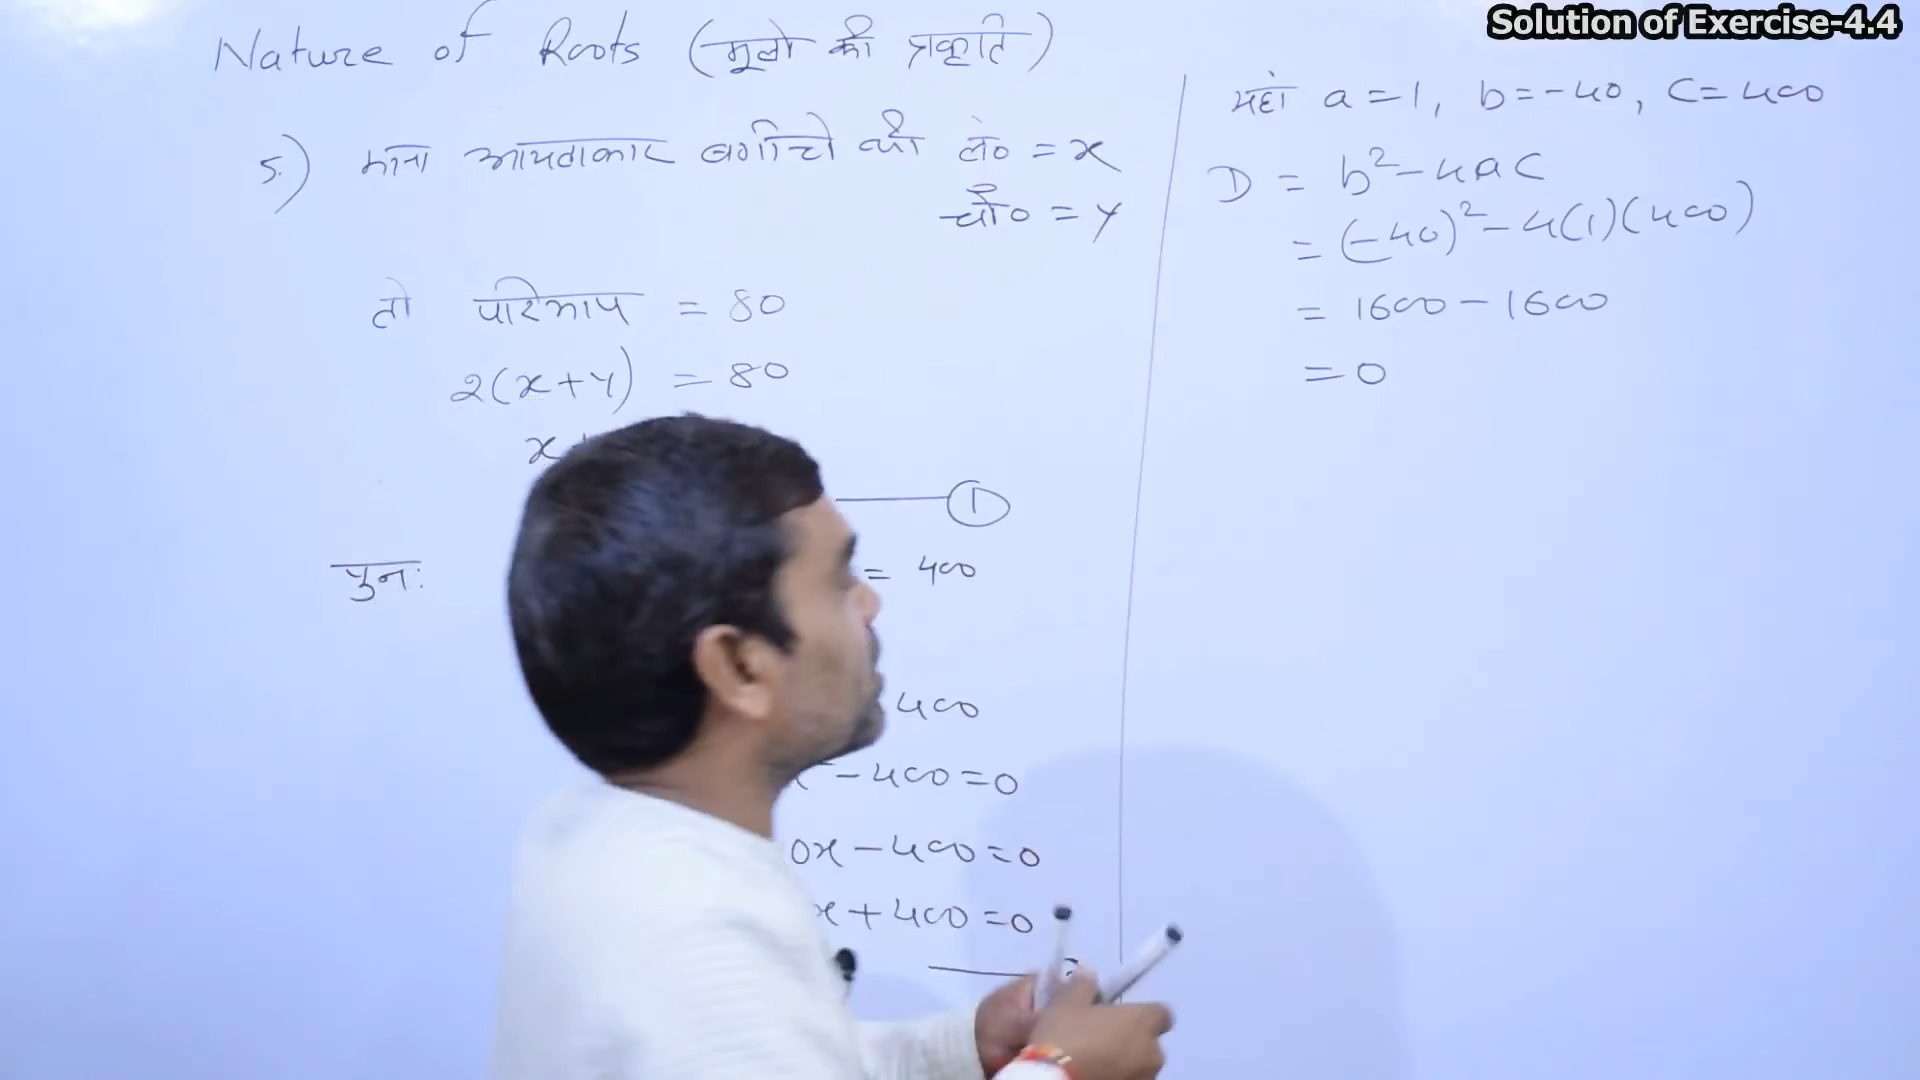 Solution of Exercise-4.4
Nature of Roots (मूलो की प्रकृति)
5.) माना आयताकार बगीचे की लं० = x
चौ० = y
तो परिमाप = 80
2(x+y) = 80
x
①
पुनः = 400
400
- 400 = 0
0x - 400 = 0
x + 400 = 0
यहां a = 1, b = -40, c = 400
D = b² - 4ac
= (-40)² - 4(1)(400)
= 1600 - 1600
= 0